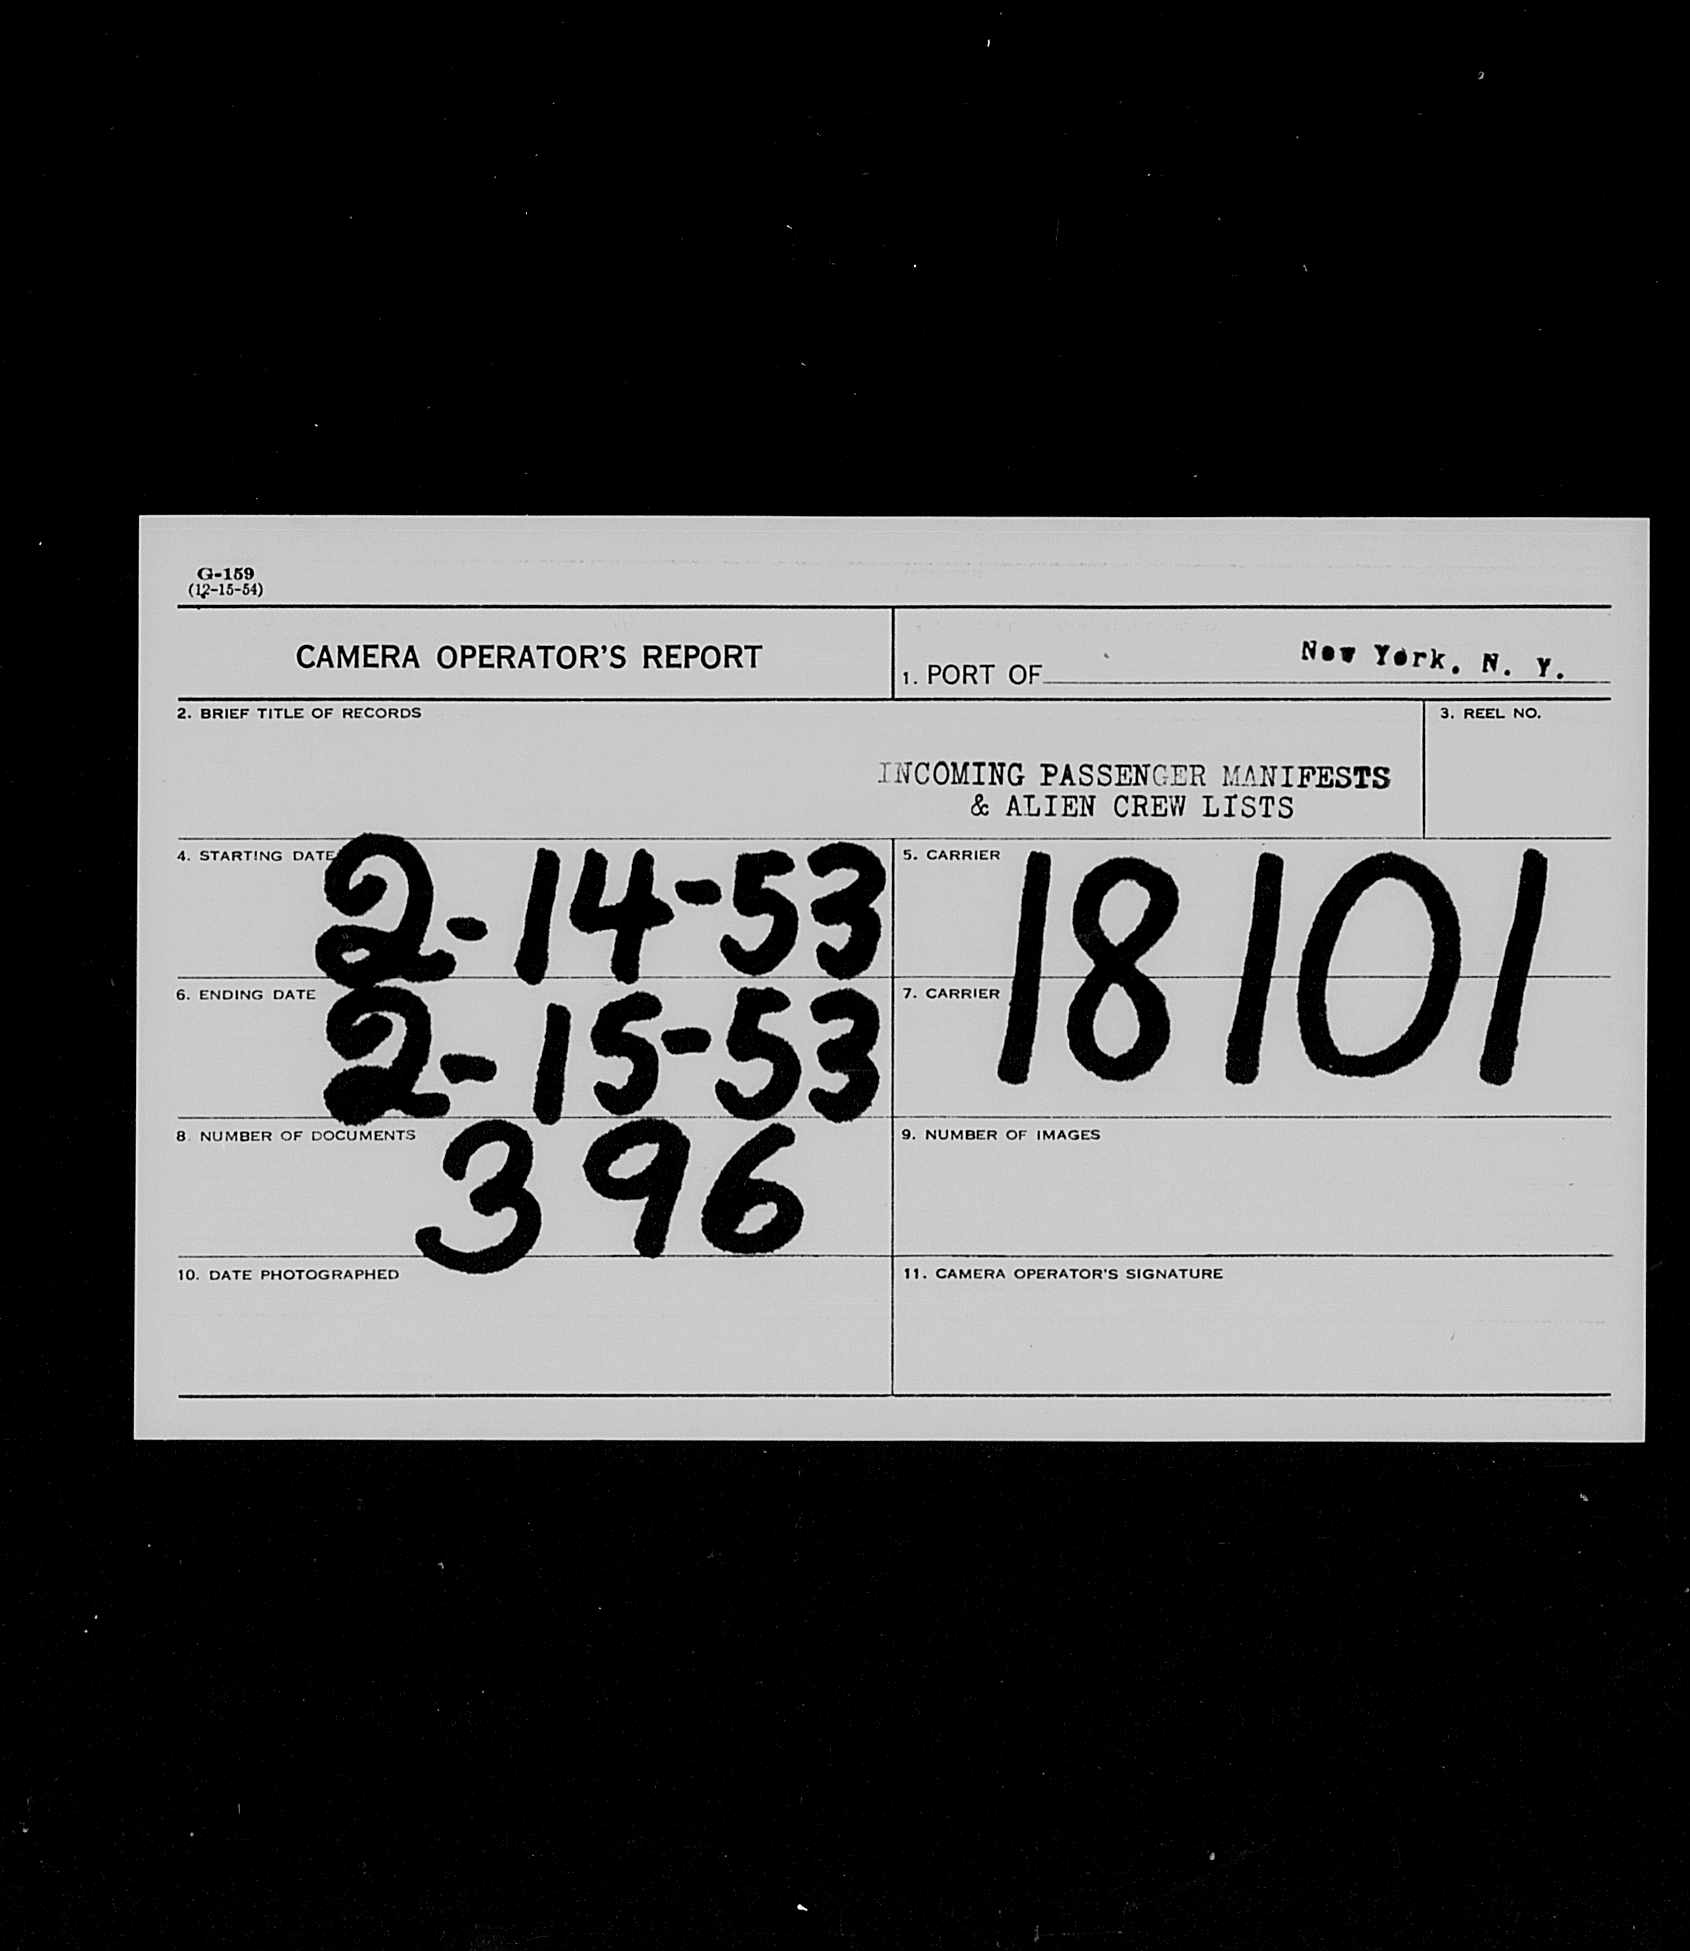 G-159
(12-15-54)
CAMERA OPERATOR'S REPORT
1. PORT OF New York, N. Y.
2. BRIEF TITLE OF RECORDS
3. REEL NO.
INCOMING PASSENGER MANIFESTS
& ALIEN CREW LISTS
4. STARTING DATE 2-14-53
5. CARRIER 18101
6. ENDING DATE 2-15-53
7. CARRIER
8. NUMBER OF DOCUMENTS 396
9. NUMBER OF IMAGES
10. DATE PHOTOGRAPHED
11. CAMERA OPERATOR'S SIGNATURE